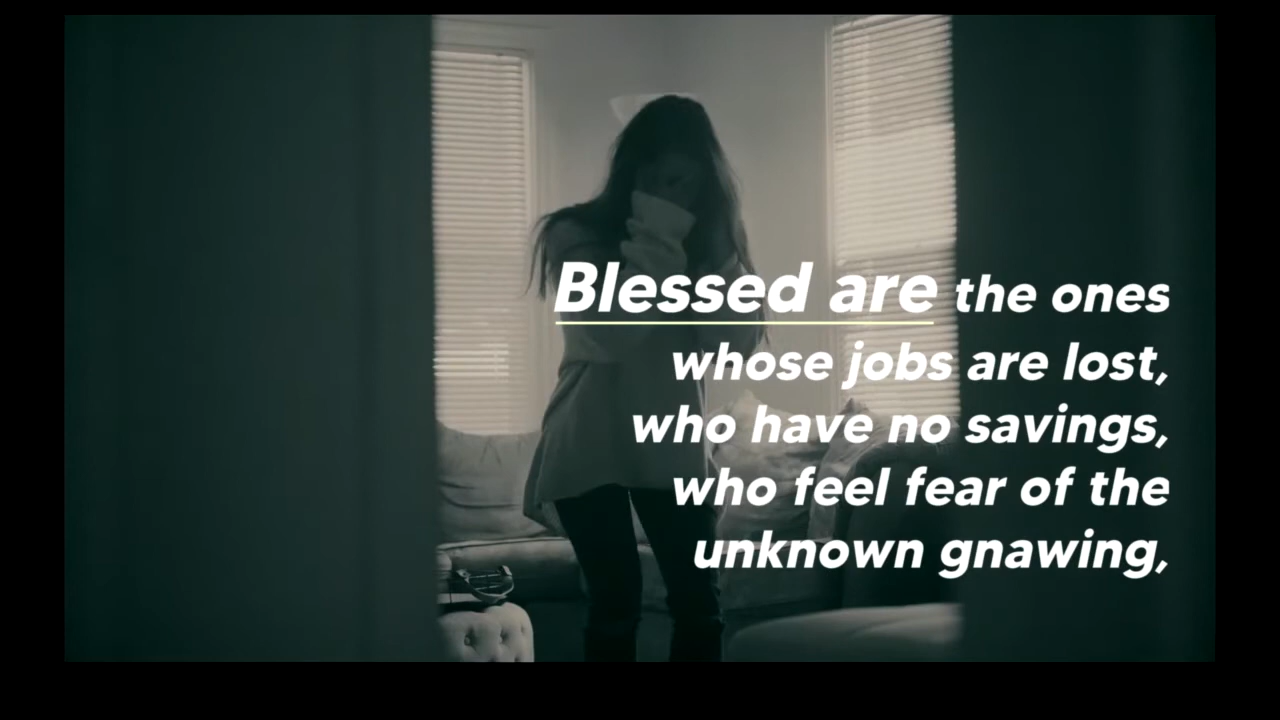 Blessed are the ones
whose jobs are lost,
who have no savings,
who feel fear of the
unknown gnawing,